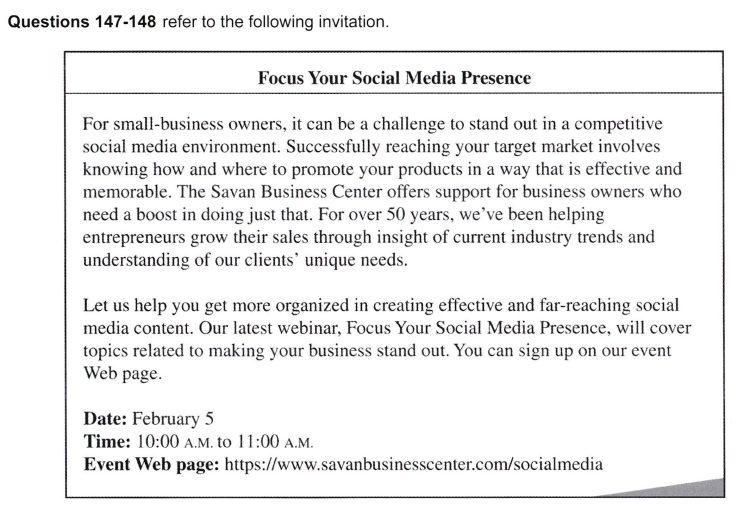 Questions 147-148 refer to the following invitation.
Focus Your Social Media Presence
For small-business owners, it can be a challenge to stand out in a competitive
social media environment. Successfully reaching your target market involves
knowing how and where to promote your products in a way that is effective and
memorable. The Savan Business Center offers support for business owners who
need a boost in doing just that. For over 50 years, we've been helping
entrepreneurs grow their sales through insight of current industry trends and
understanding of our clients' unique needs.
Let us help you get more organized in creating effective and far-reaching social
media content. Our latest webinar, Focus Your Social Media Presence, will cover
topics related to making your business stand out. You can sign up on our event
Web page.
Date: February 5
Time: 10:00 A.M. to 11:00 A.M.
Event Web page: https://www.savanbusinesscenter.com/socialmedia